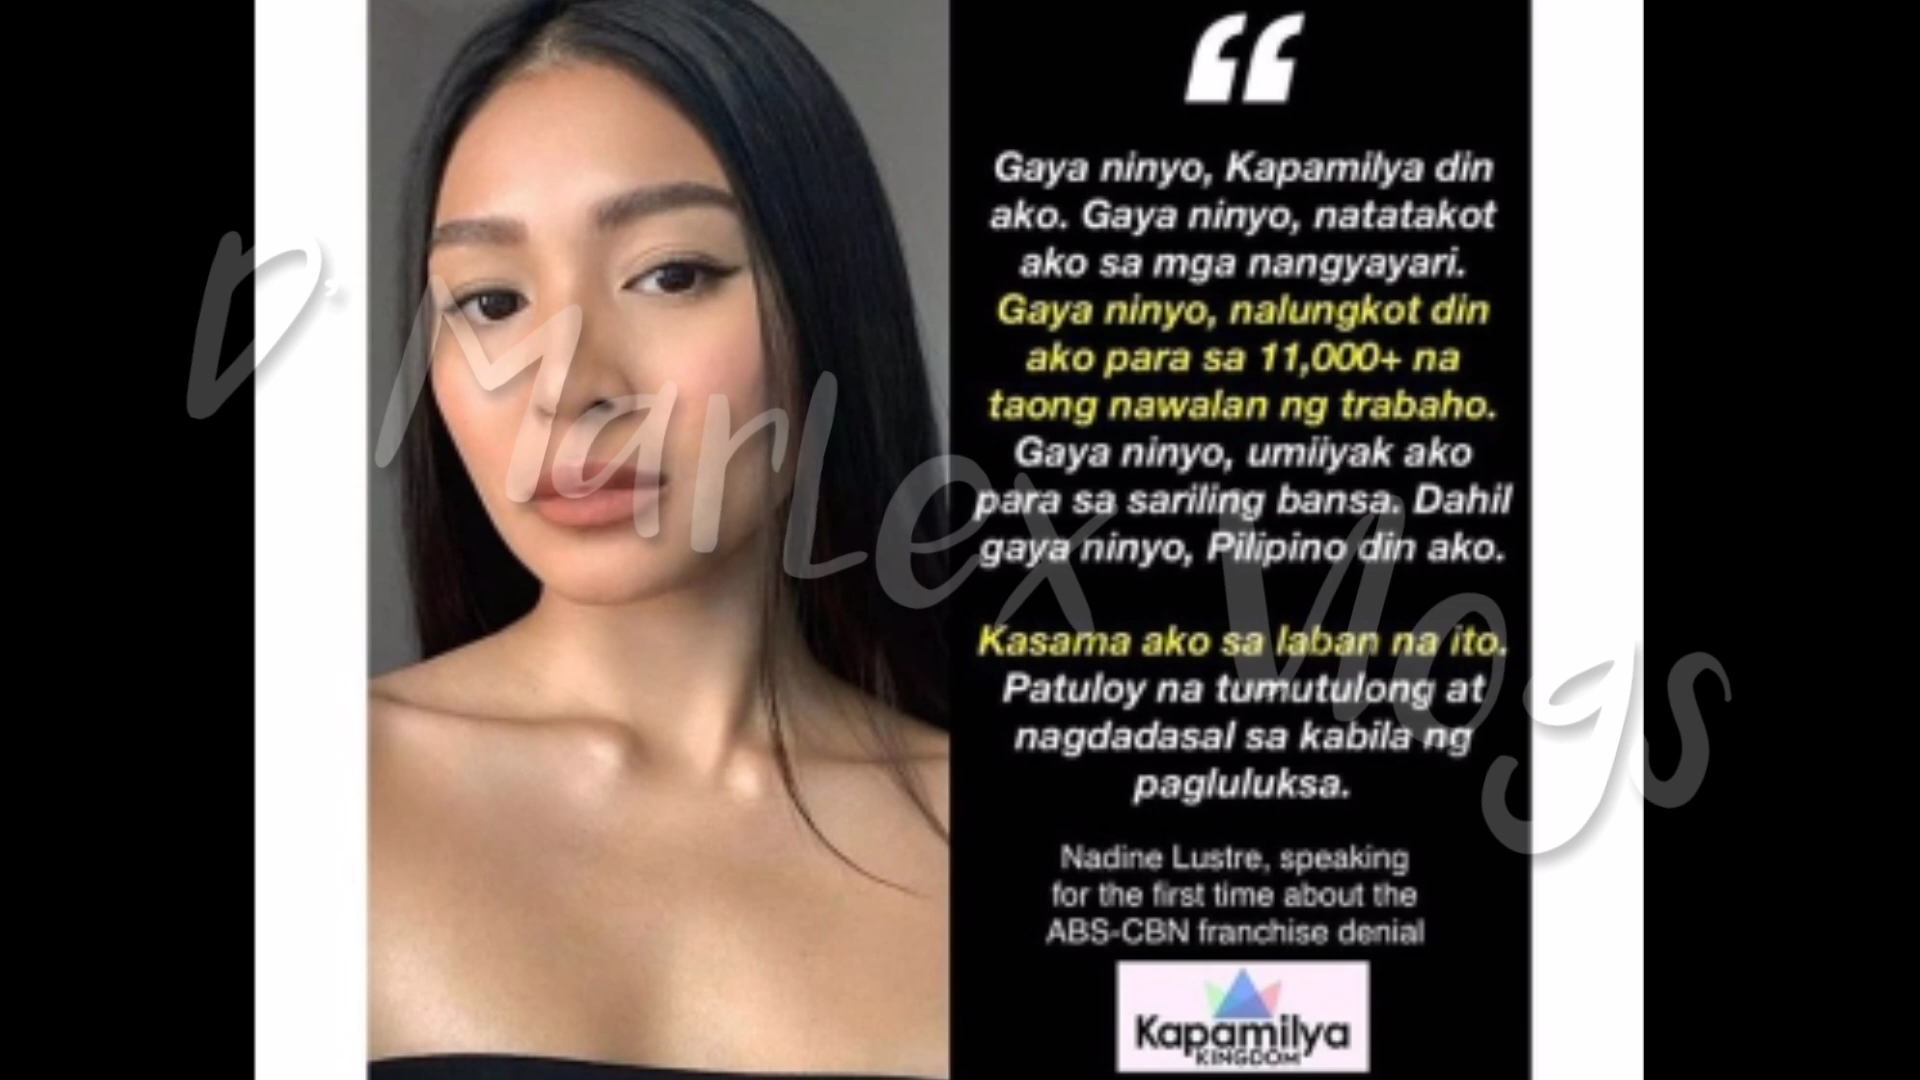 “
Gaya ninyo, Kapamilya din
ako. Gaya ninyo, natatakot
ako sa mga nangyayari.
Gaya ninyo, nalungkot din
ako para sa 11,000+ na
taong nawalan ng trabaho.
Gaya ninyo, umiiyak ako
para sa sariling bansa. Dahil
gaya ninyo, Pilipino din ako.
Kasama ako sa laban na ito.
Patuloy na tumutulong at
nagdadasal sa kabila ng
pagluluksa.
Nadine Lustre, speaking
for the first time about the
ABS-CBN franchise denial
Kapamilya
KINGDOM
D' MarLex Vlogs